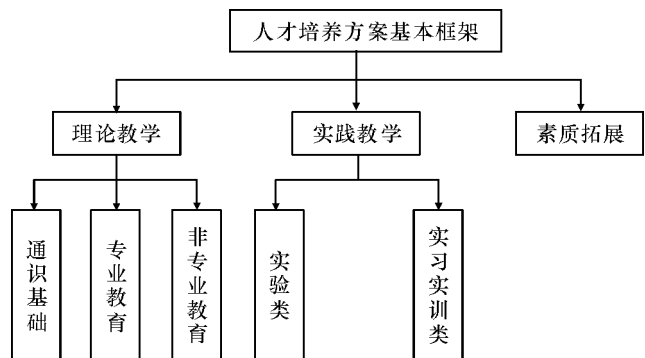 人才培养方案基本框架
理论教学
实践教学
素质拓展
通识基础
专业教育
非专业教育
实验类
实习实训类